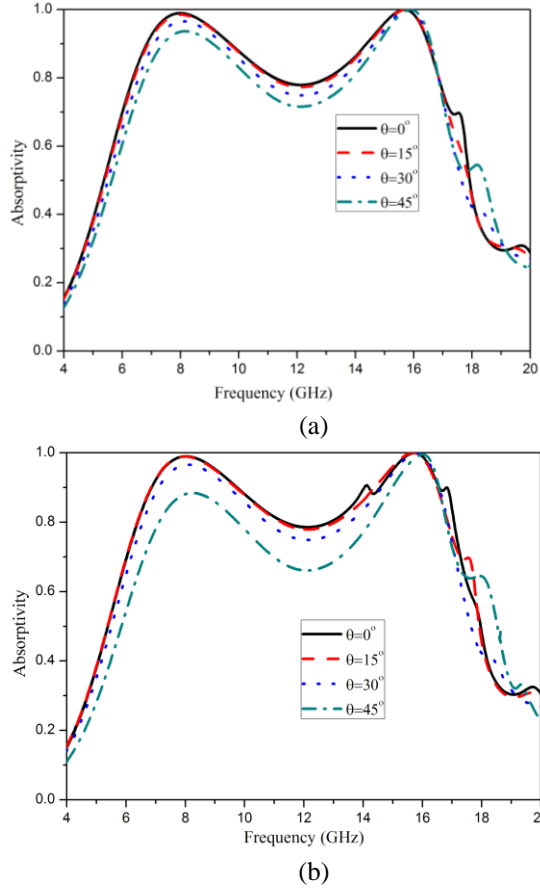 1.0
0.8
0.6
0.4
0.2
0.0
Absorptivity
θ=0°
θ=15°
θ=30°
θ=45°
4 6 8 10 12 14 16 18 20
Frequency (GHz)
(a)
1.0
0.8
0.6
0.4
0.2
0.0
Absorptivity
θ=0°
θ=15°
θ=30°
θ=45°
4 6 8 10 12 14 16 18 20
Frequency (GHz)
(b)